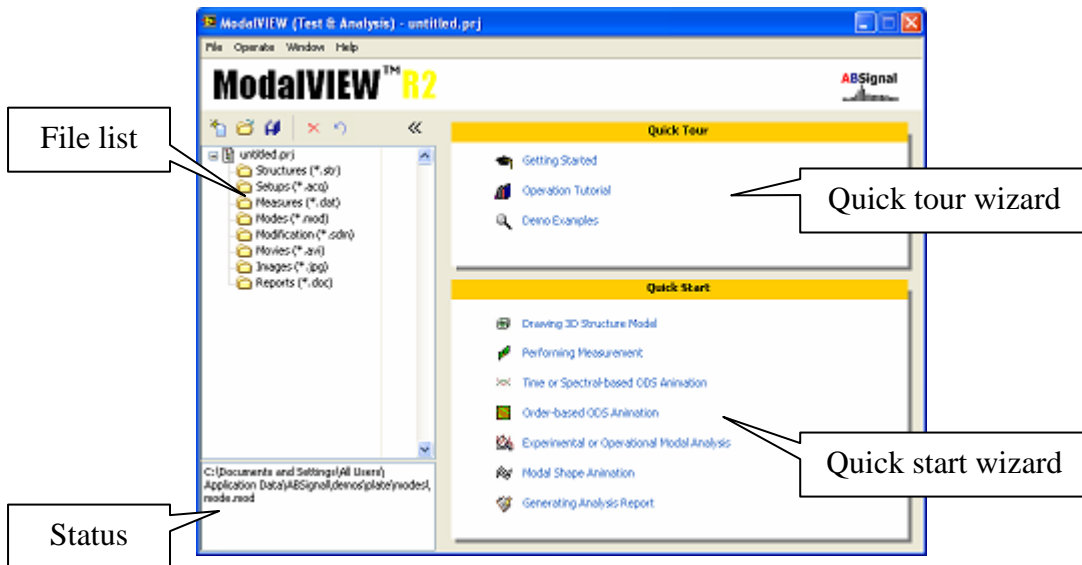 ModalVIEW (Test & Analysis) - untitled.prj
File Operate Window Help
ModalVIEW™R2
ABSignal
File list
untitled.prj
Structures (*.str)
Setups (*.acq)
Measures (*.dat)
Modes (*.mod)
Modification (*.sdm)
Movies (*.avi)
Images (*.jpg)
Reports (*.doc)
Quick Tour
Getting Started
Operation Tutorial
Demo Examples
Quick tour wizard
Quick Start
Drawing 3D Structure Model
Performing Measurement
Time or Spectral-based ODS Animation
Order-based ODS Animation
Experimental or Operational Modal Analysis
Modal Shape Animation
Generating Analysis Report
Quick start wizard
C:\Documents and Settings\All Users\
Application Data\ABSignal\demos\plate\modes\
mode.mod
Status